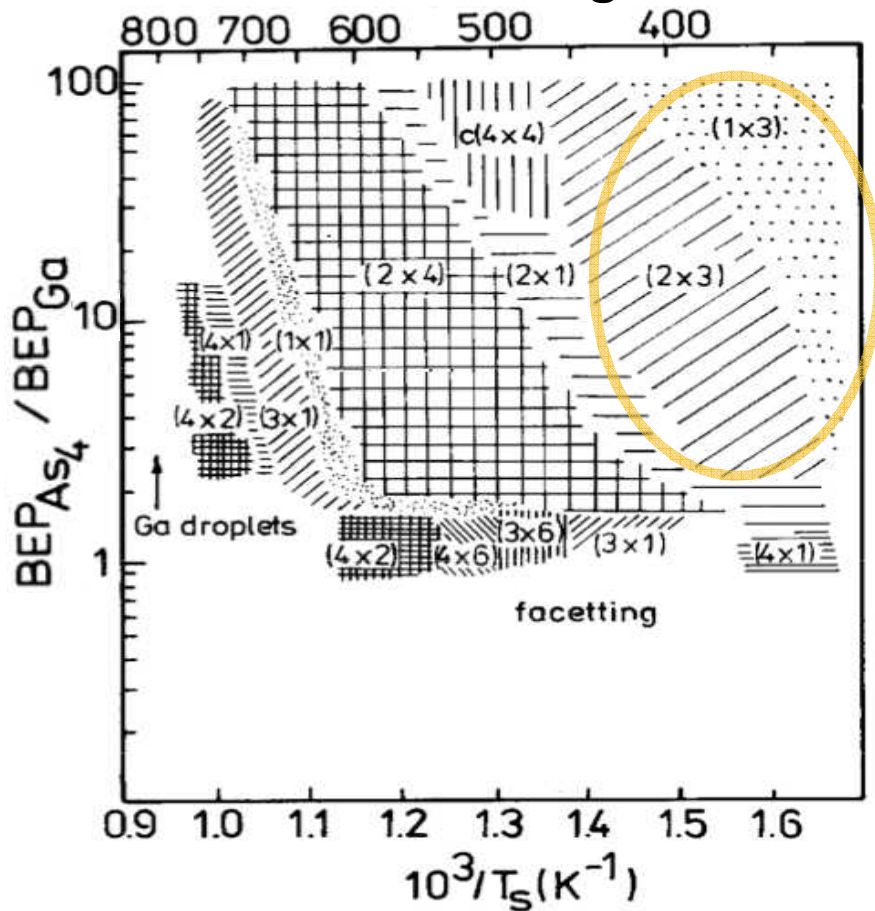 800 700 600 500 400
100
c(4×4)
(1×3)
(2×4)
(2×1)
(2×3)
10
(4×1)
(1×1)
(4×2)
(3×1)
Ga droplets
1
(4×2)
(4×6)
(3×6)
(3×1)
(4×1)
facetting
BEPAs4 /BEPGa
0.9 1.0 1.1 1.2 1.3 1.4 1.5 1.6
10³/Ts(K⁻¹)